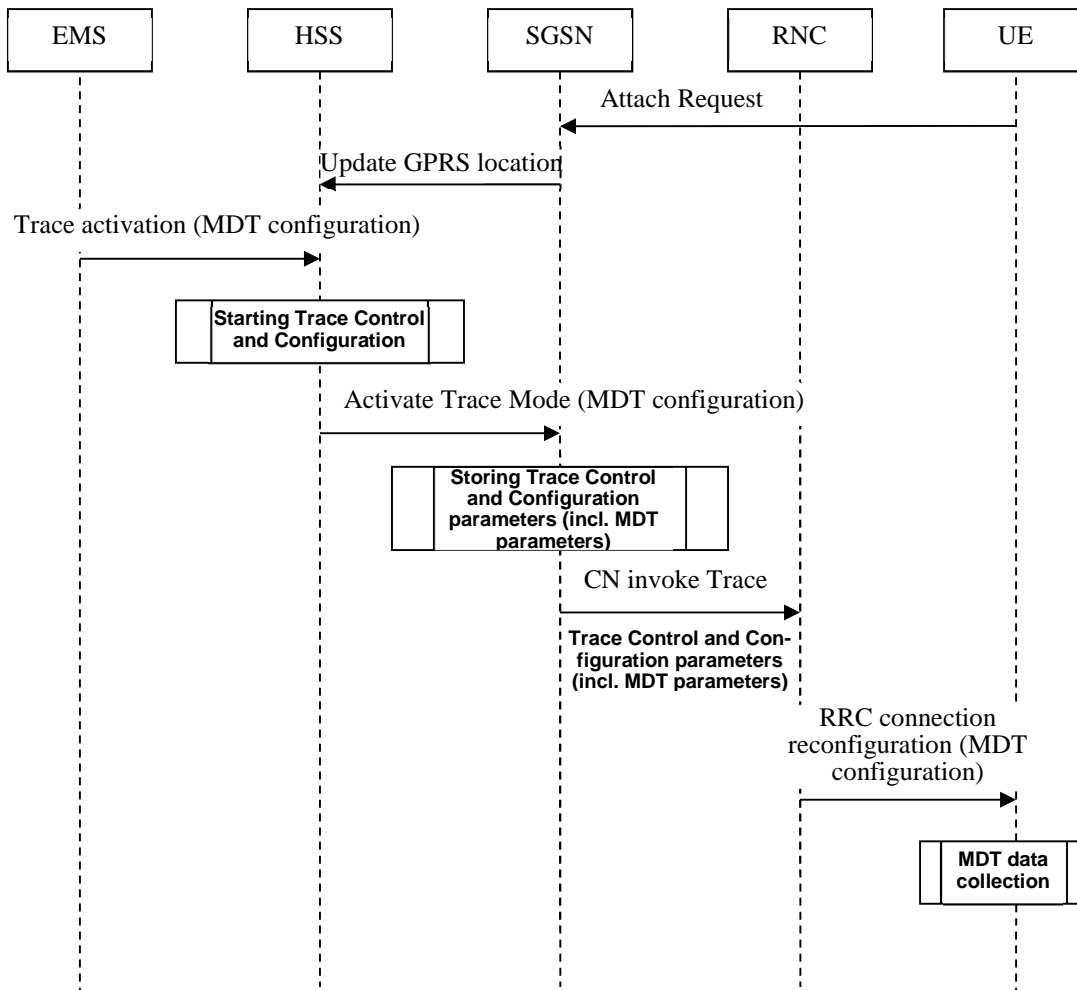 EMS
HSS
SGSN
RNC
UE
Attach Request
Update GPRS location
Trace activation (MDT configuration)
Starting Trace Control
and Configuration
Activate Trace Mode (MDT configuration)
Storing Trace Control
and Configuration
parameters (incl. MDT
parameters)
CN invoke Trace
Trace Control and Con-
figuration parameters
(incl. MDT parameters)
RRC connection
reconfiguration (MDT
configuration)
MDT data
collection